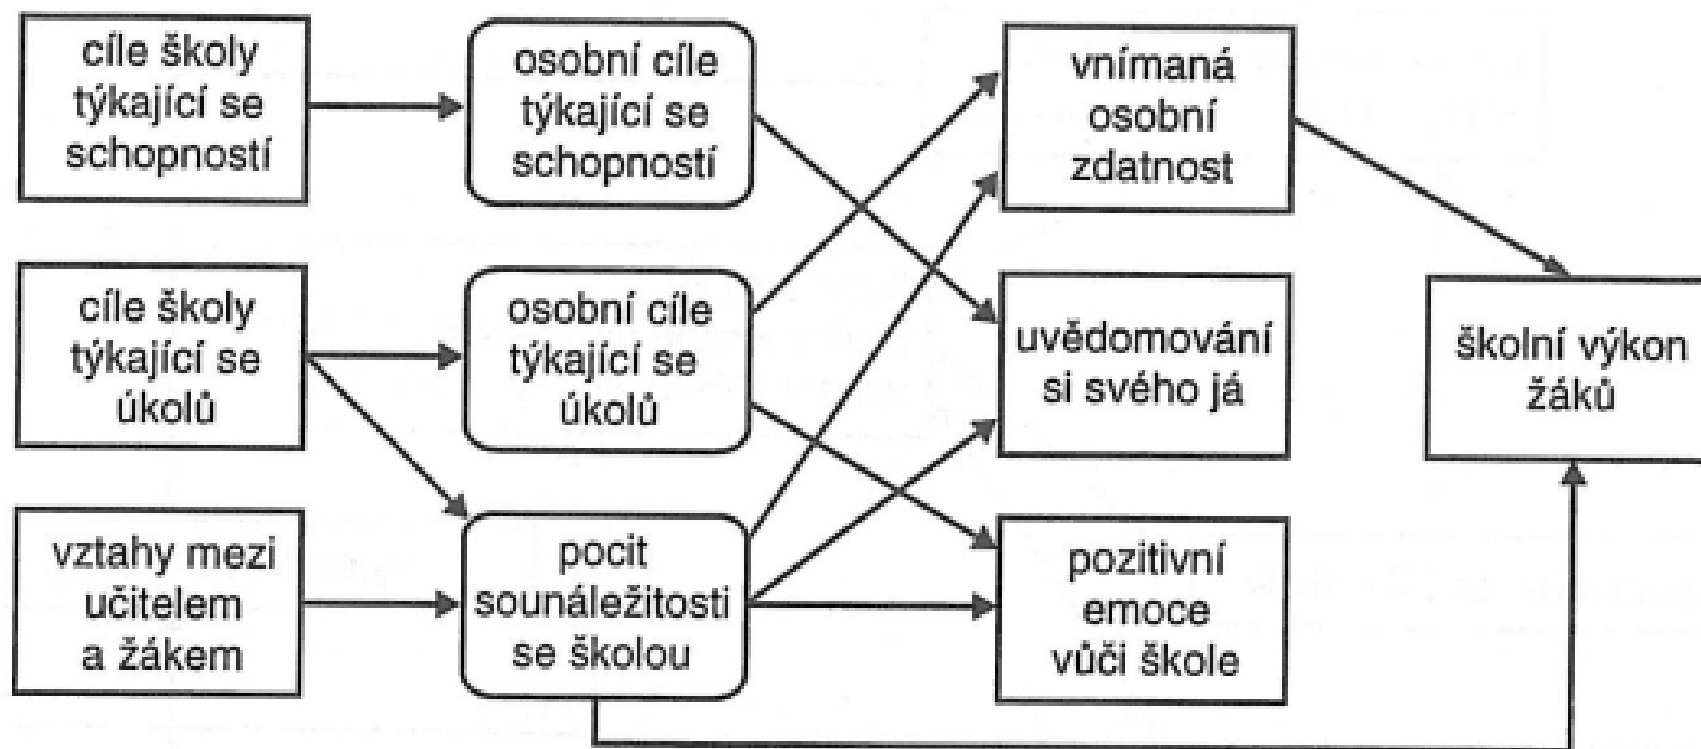 cíle školy
týkající se
schopností
osobní cíle
týkající se
schopností
vnímaná
osobní
zdatnost
cíle školy
týkající se
úkolů
osobní cíle
týkající se
úkolů
uvědomování
si svého já
školní výkon
žáků
vztahy mezi
učitelem
a žákem
pocit
sounáležitosti
se školou
pozitivní
emoce
vůči škole